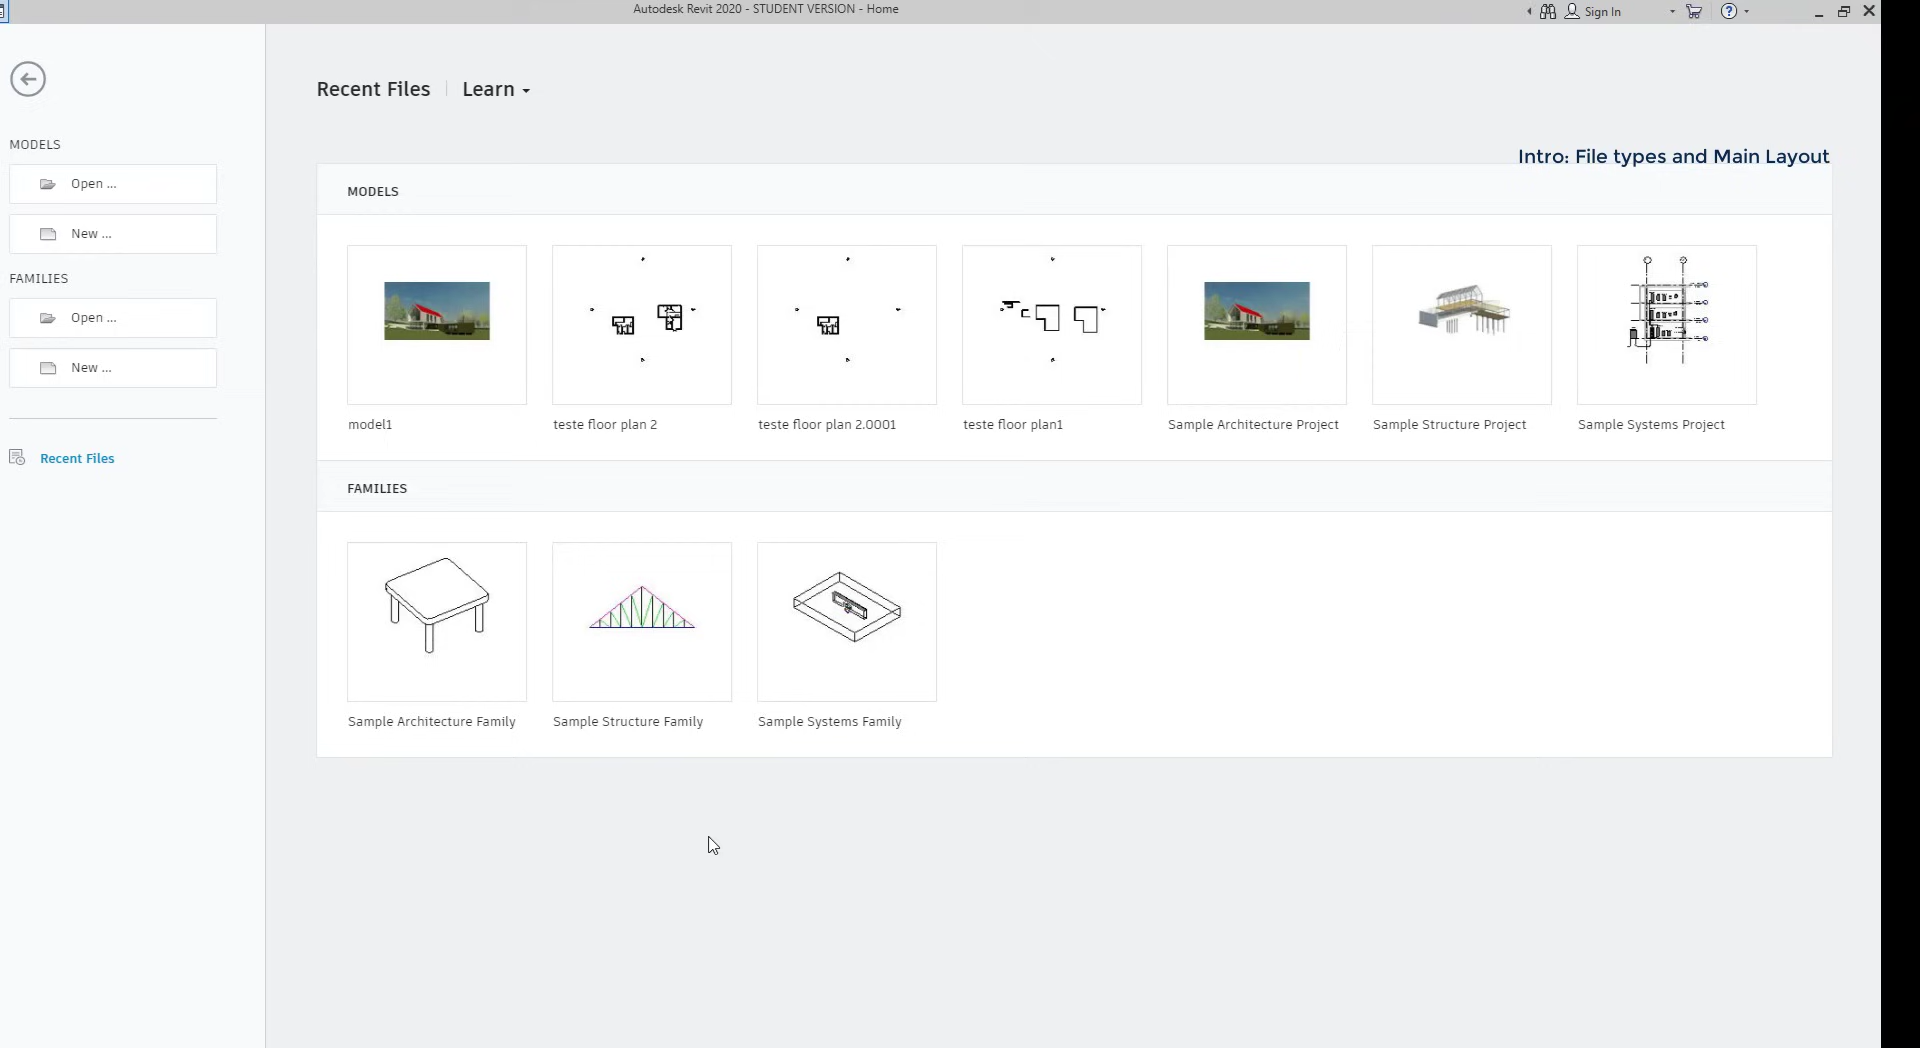 Autodesk Revit 2020 - STUDENT VERSION - Home
Sign In
Recent Files
Learn
Intro: File types and Main Layout
MODELS
Open ...
New ...
FAMILIES
Open ...
New ...
Recent Files
MODELS
model1
teste floor plan 2
teste floor plan 2.0001
teste floor plan1
Sample Architecture Project
Sample Structure Project
Sample Systems Project
FAMILIES
Sample Architecture Family
Sample Structure Family
Sample Systems Family